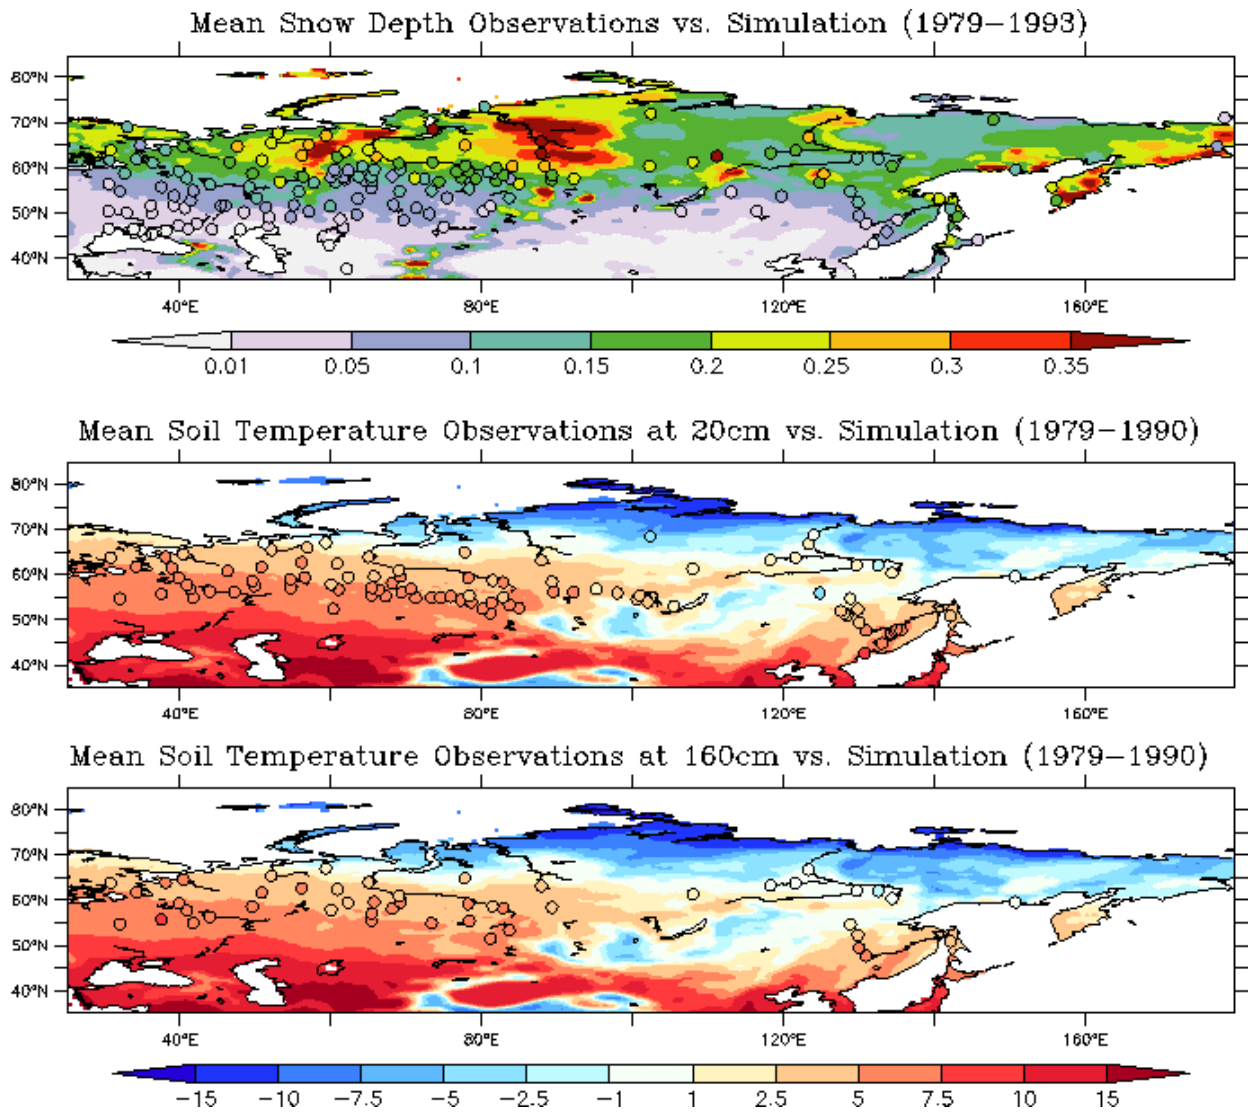 Mean Snow Depth Observations vs. Simulation (1979−1993)
80°N
70°N
60°N
50°N
40°N
40°E 80°E 120°E 160°E
0.01 0.05 0.1 0.15 0.2 0.25 0.3 0.35
Mean Soil Temperature Observations at 20cm vs. Simulation (1979−1990)
80°N
70°N
60°N
50°N
40°N
40°E 80°E 120°E 160°E
Mean Soil Temperature Observations at 160cm vs. Simulation (1979−1990)
80°N
70°N
60°N
50°N
40°N
40°E 80°E 120°E 160°E
−15 −10 −7.5 −5 −2.5 −1 1 2.5 5 7.5 10 15